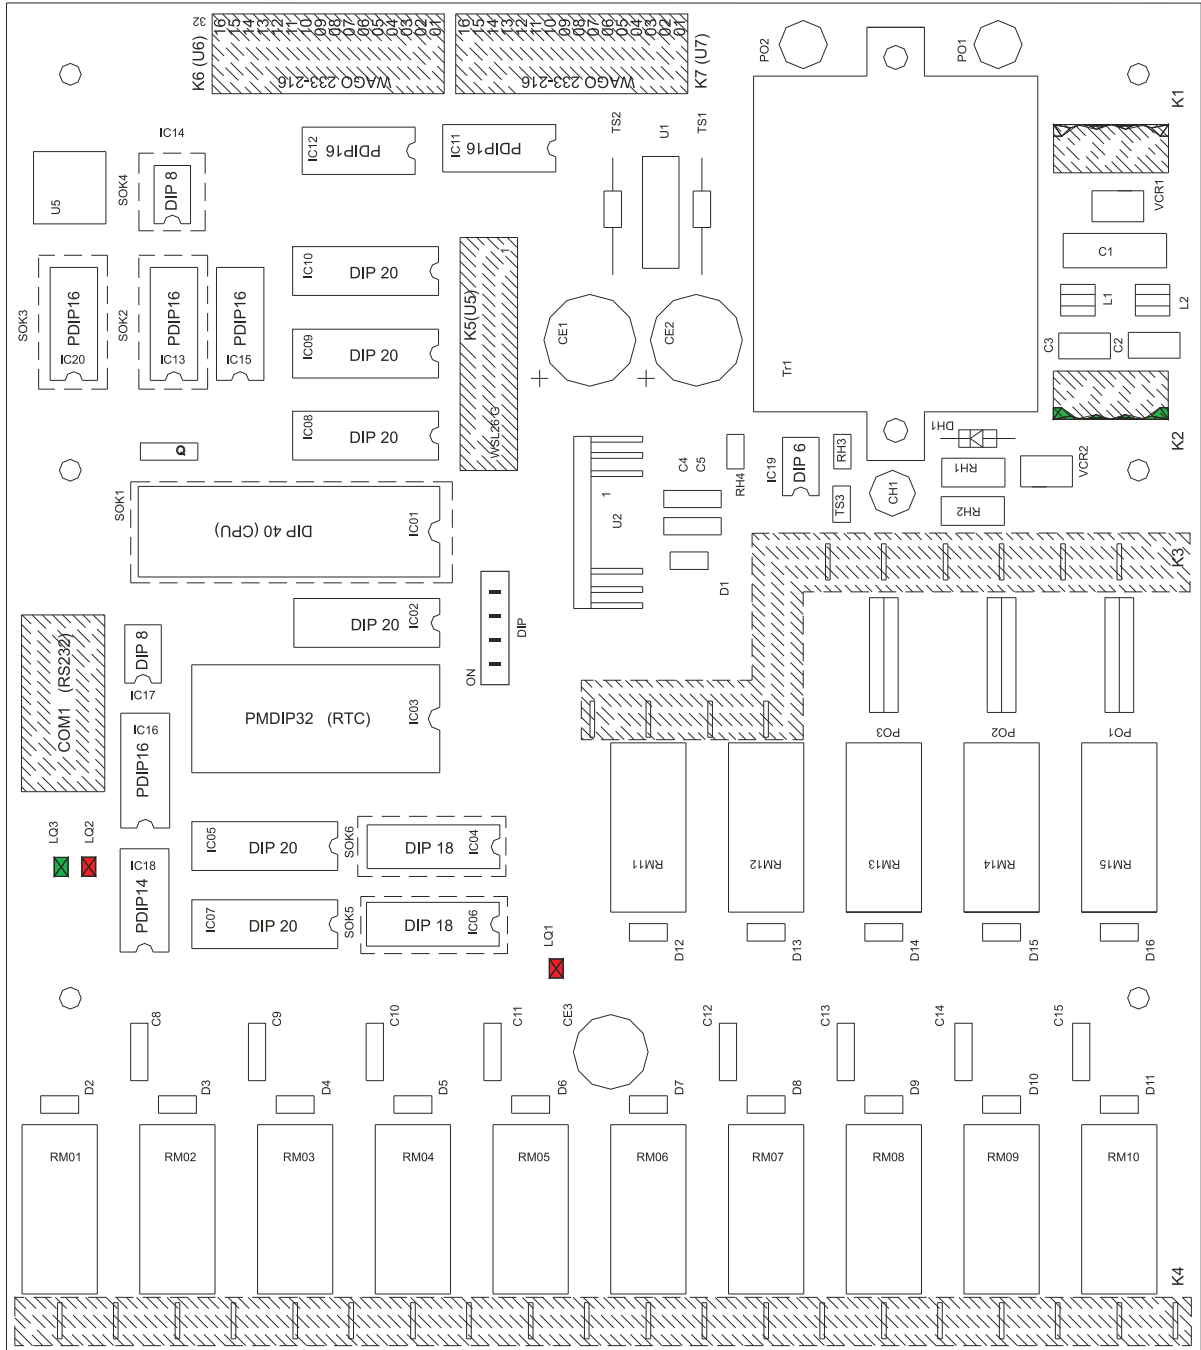 32
K6 (U6)
16
15
14
13
12
11
10
09
08
07
06
05
04
03
02
01
WAGO 233-216
16
15
14
13
12
11
10
09
08
07
06
05
04
03
02
01
WAGO 233-216
K7 (U7)
PO2
PO1
K1
IC14
IC12
PDIP16
IC11
PDIP16
TS2
U1
TS1
U5
SOK4
DIP 8
VCR1
C1
IC10
DIP 20
K5(U5)
1
WSL26 G
SOK3
PDIP16
IC20
SOK2
PDIP16
IC13
PDIP16
IC15
IC09
DIP 20
CE1
CE2
Tr1
L1
L2
C3
C2
IC08
DIP 20
K2
DH1
Q
C4
C5
RH4
IC19
DIP 6
RH3
CH1
RH1
VCR2
SOK1
DIP 40 (CPU)
IC01
1
U2
TS3
RH2
K3
D1
DIP 20
IC02
DIP
ON
COM1 (RS232)
DIP 8
IC17
PMDIP32 (RTC)
IC03
IC16
PDIP16
PO3
PO2
PO1
LQ3
LQ2
IC05
DIP 20
SOK6
DIP 18
IC04
RM11
RM12
RM13
RM14
RM15
IC18
PDIP14
IC07
DIP 20
SOK5
DIP 18
IC06
LQ1
D12
D13
D14
D15
D16
C8
C9
C10
C11
CE3
C12
C13
C14
C15
D2
D3
D4
D5
D6
D7
D8
D9
D10
D11
RM01
RM02
RM03
RM04
RM05
RM06
RM07
RM08
RM09
RM10
K4